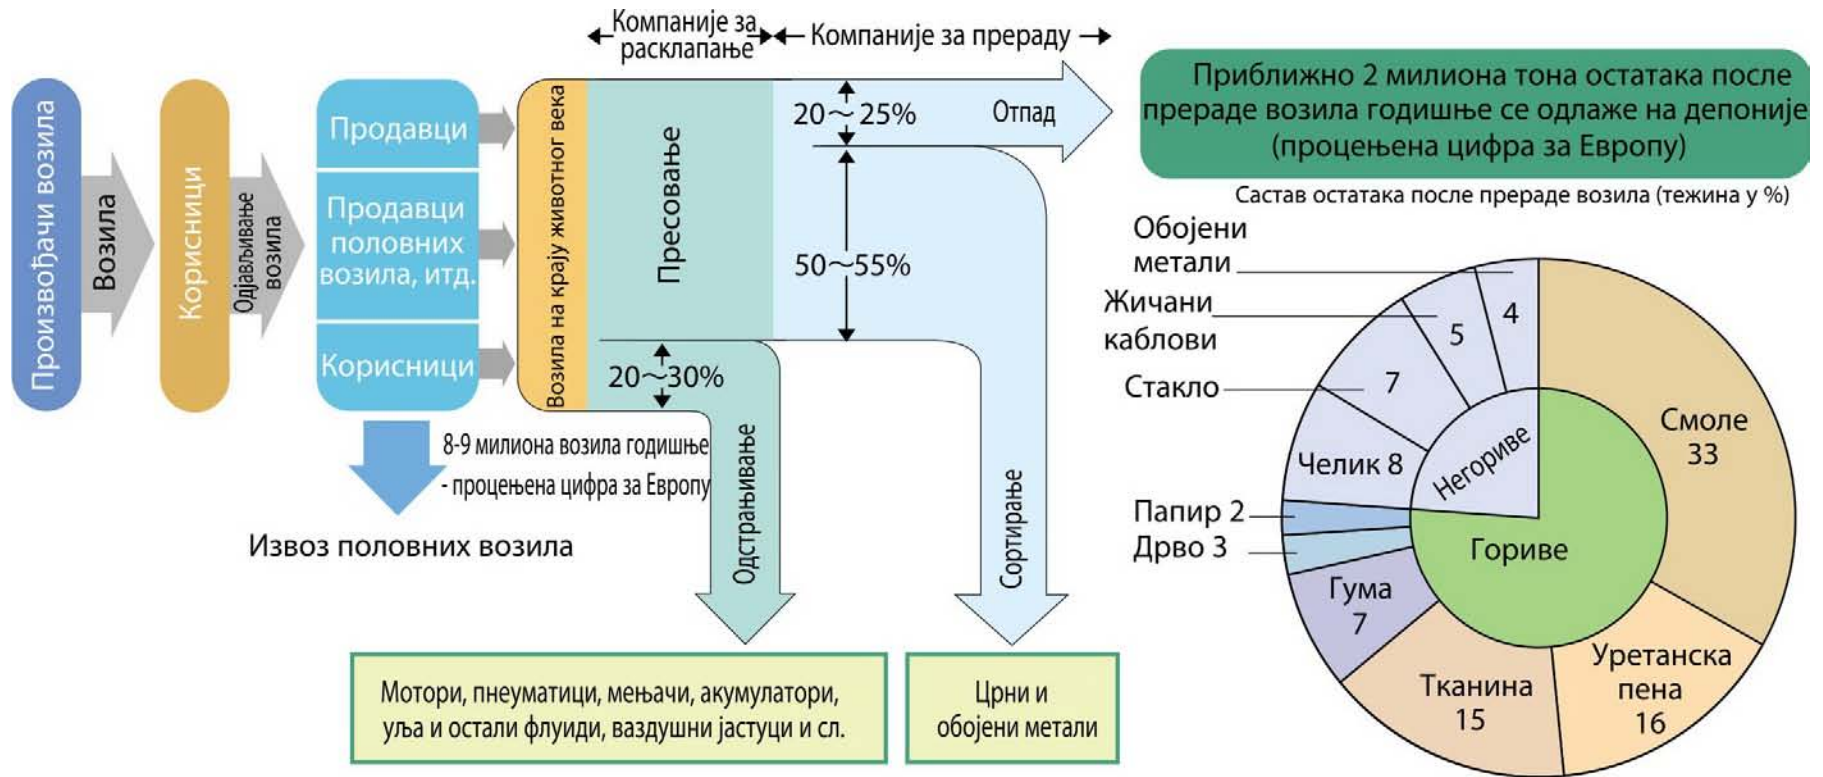 Произвођачи возила
Возила
Корисници
Одјављивање
возила
Продавци
Продавци
половних
возила, итд.
Корисници
8-9 милиона возила годишње
- процењена цифра за Европу
Извоз половних возила
Возила на крају животног века
Компаније за
расклапање
Компаније за прераду
Пресовање
20~25%
Отпад
50~55%
20~30%
Одстрањивање
Сортирање
Мотори, пнеуматици, мењачи, акумулатори,
уља и остали флуиди, ваздушни јастуци и сл.
Црни и
обојени метали
Приближно 2 милиона тона остатака после
прераде возила годишње се одлаже на депоније
(процењена цифра за Европу)
Састав остатака после прераде возила (тежина у %)
Обојени
метали
4
Жичани
каблови
5
Стакло
7
Челик 8
Папир 2
Дрво 3
Гума
7
Тканина
15
Уретанска
пена
16
Смоле
33
Негориве
Гориве